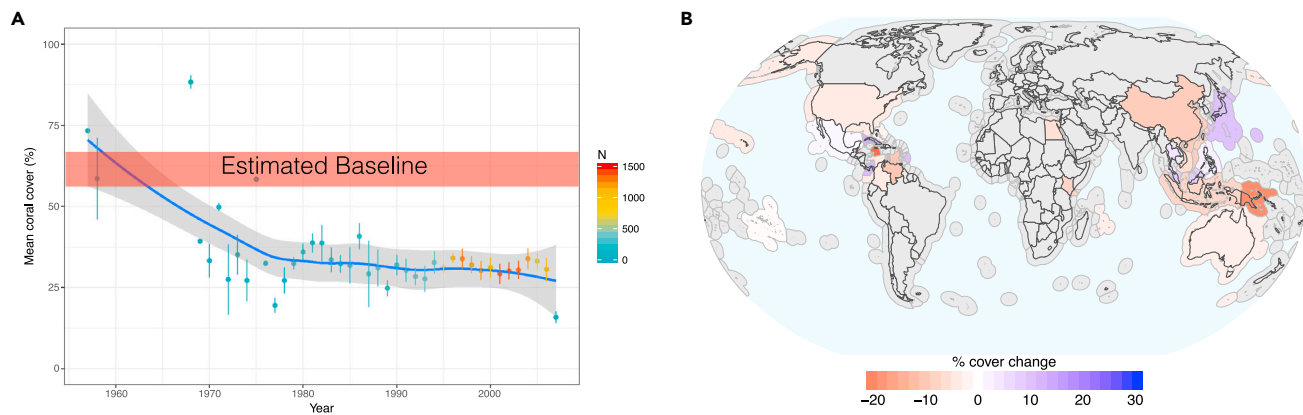 A
B
100
75
50
25
0
Mean coral cover (%)
Estimated Baseline
1960
1970
1980
1990
2000
Year
N
1500
1000
500
0
% cover change
−20
−10
0
10
20
30